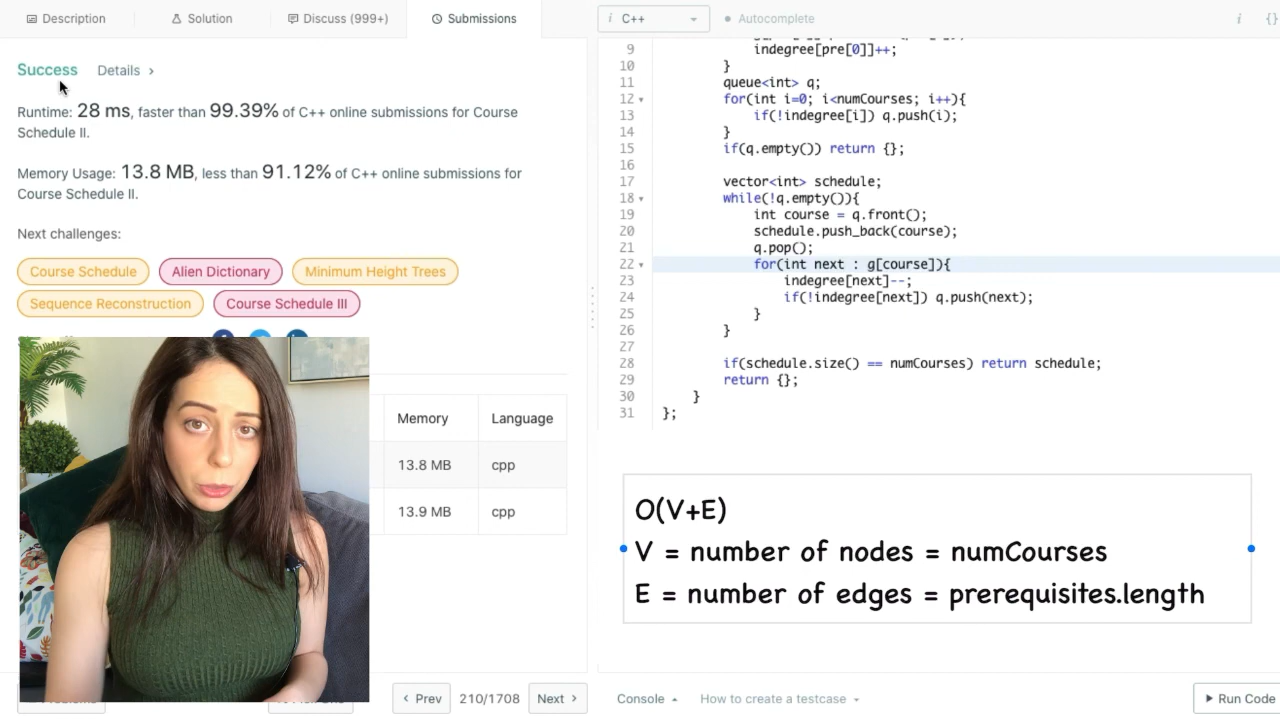 Description
Solution
Discuss (999+)
Submissions
i C++
Autocomplete
i {}
Success
Details
Runtime: 28 ms, faster than 99.39% of C++ online submissions for Course
Schedule II.
Memory Usage: 13.8 MB, less than 91.12% of C++ online submissions for
Course Schedule II.
Next challenges:
Course Schedule
Alien Dictionary
Minimum Height Trees
Sequence Reconstruction
Course Schedule III
Memory Language
13.8 MB cpp
13.9 MB cpp
Prev 210/1708 Next
9 indegree[pre[0]]++;
10 }
11 queue<int> q;
12 for(int i=0; i<numCourses; i++){
13 if(!indegree[i]) q.push(i);
14 }
15 if(q.empty()) return {};
16
17 vector<int> schedule;
18 while(!q.empty()){
19 int course = q.front();
20 schedule.push_back(course);
21 q.pop();
22 for(int next : g[course]){
23 indegree[next]--;
24 if(!indegree[next]) q.push(next);
25 }
26 }
27
28 if(schedule.size() == numCourses) return schedule;
29 return {};
30 }
31 };
O(V+E)
V = number of nodes = numCourses
E = number of edges = prerequisites.length
Console
How to create a testcase
Run Code